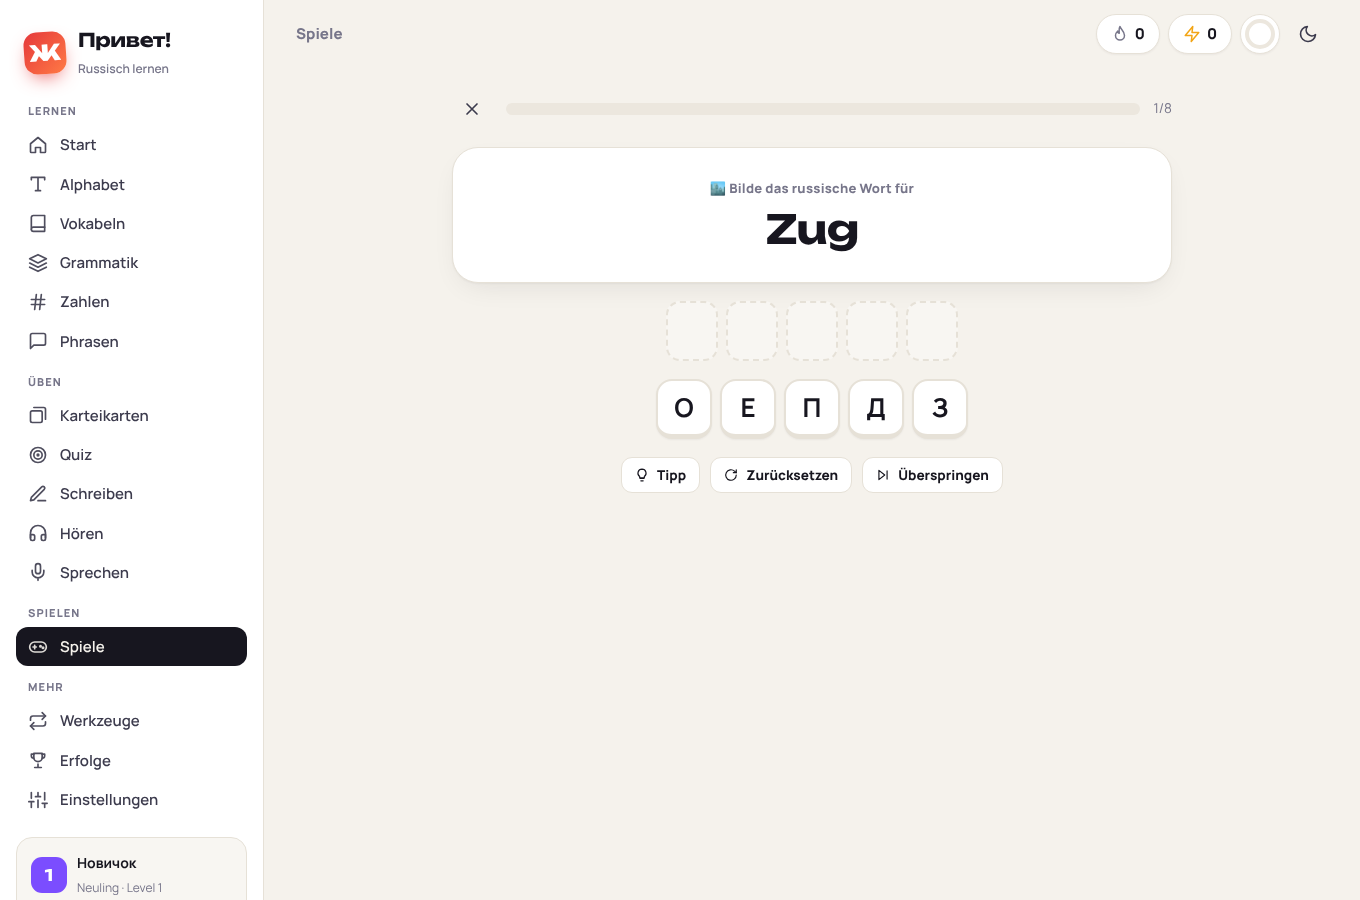 Ж
Привет!
Russisch lernen
LERNEN
Start
Alphabet
Vokabeln
Grammatik
Zahlen
Phrasen
ÜBEN
Karteikarten
Quiz
Schreiben
Hören
Sprechen
SPIELEN
Spiele
MEHR
Werkzeuge
Erfolge
Einstellungen
1
Новичок
Neuling · Level 1
Spiele
0
0
1/8
Bilde das russische Wort für
Zug
О Е П Д З
Tipp
Zurücksetzen
Überspringen